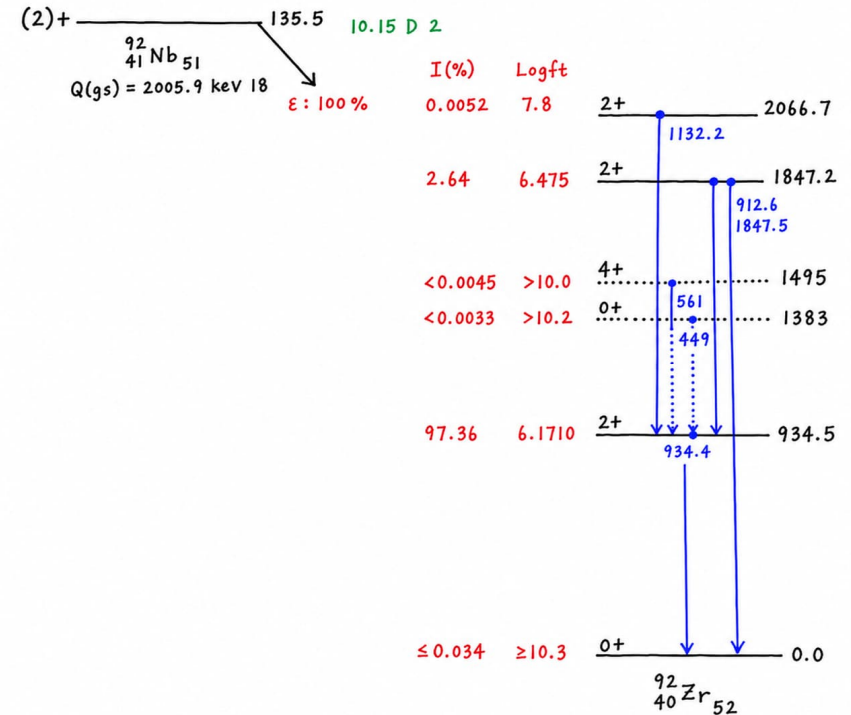 (2)+ 135.5 10.15 D 2
92
41 Nb 51
Q(gs) = 2005.9 kev 18
ε : 100 %
I(%) Logft
0.0052 7.8 2+ 2066.7
1132.2
2.64 6.475 2+ 1847.2
912.6
1847.5
<0.0045 >10.0 4+ 1495
561
<0.0033 >10.2 0+ 1383
449
97.36 6.1710 2+ 934.5
934.4
≤0.034 ≥10.3 0+ 0.0
92
40 Zr 52